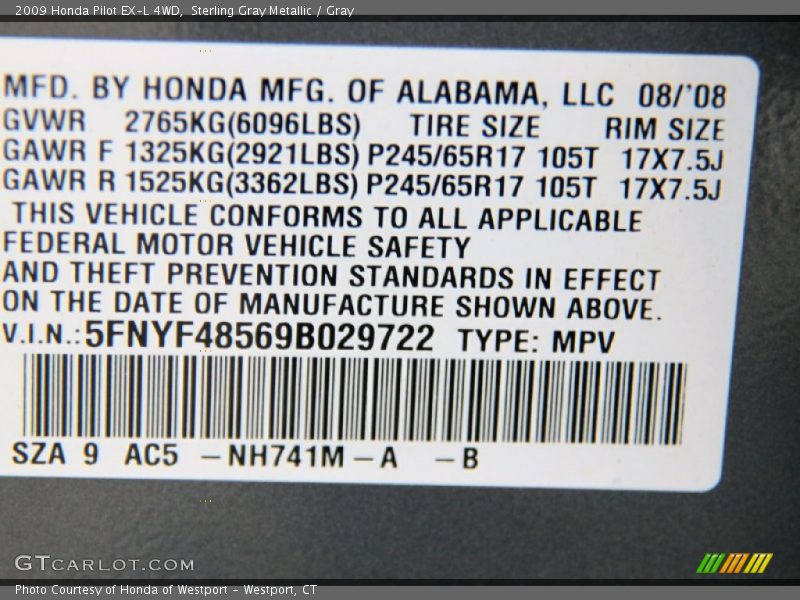 2009 Honda Pilot EX-L 4WD, Sterling Gray Metallic / Gray
MFD. BY HONDA MFG. OF ALABAMA, LLC 08/'08
GVWR 2765KG(6096LBS) TIRE SIZE RIM SIZE
GAWR F 1325KG(2921LBS) P245/65R17 105T 17X7.5J
GAWR R 1525KG(3362LBS) P245/65R17 105T 17X7.5J
THIS VEHICLE CONFORMS TO ALL APPLICABLE
FEDERAL MOTOR VEHICLE SAFETY
AND THEFT PREVENTION STANDARDS IN EFFECT
ON THE DATE OF MANUFACTURE SHOWN ABOVE.
V.I.N.: 5FNYF48569B029722 TYPE: MPV
SZA 9 AC5 – NH741M – A – B
GTCARLOT.COM
Photo Courtesy of Honda of Westport - Westport, CT